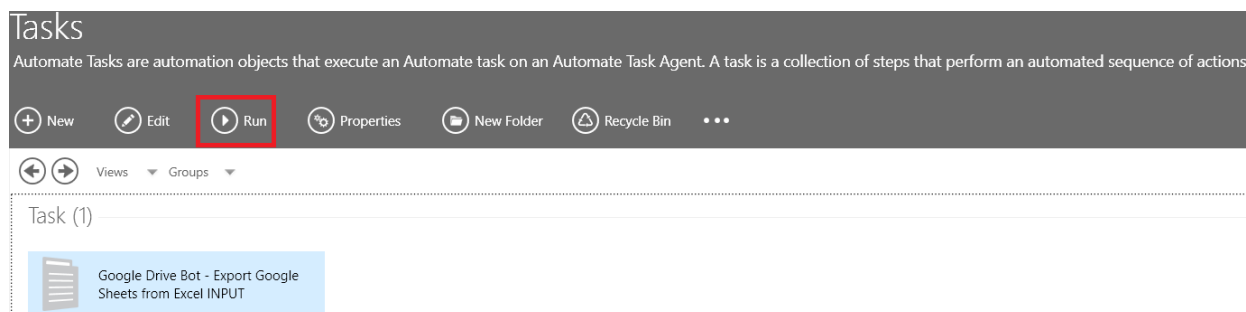 Tasks
Automate Tasks are automation objects that execute an Automate task on an Automate Task Agent. A task is a collection of steps that perform an automated sequence of actions
New Edit Run Properties New Folder Recycle Bin •••
Views Groups
Task (1)
Google Drive Bot - Export Google
Sheets from Excel INPUT